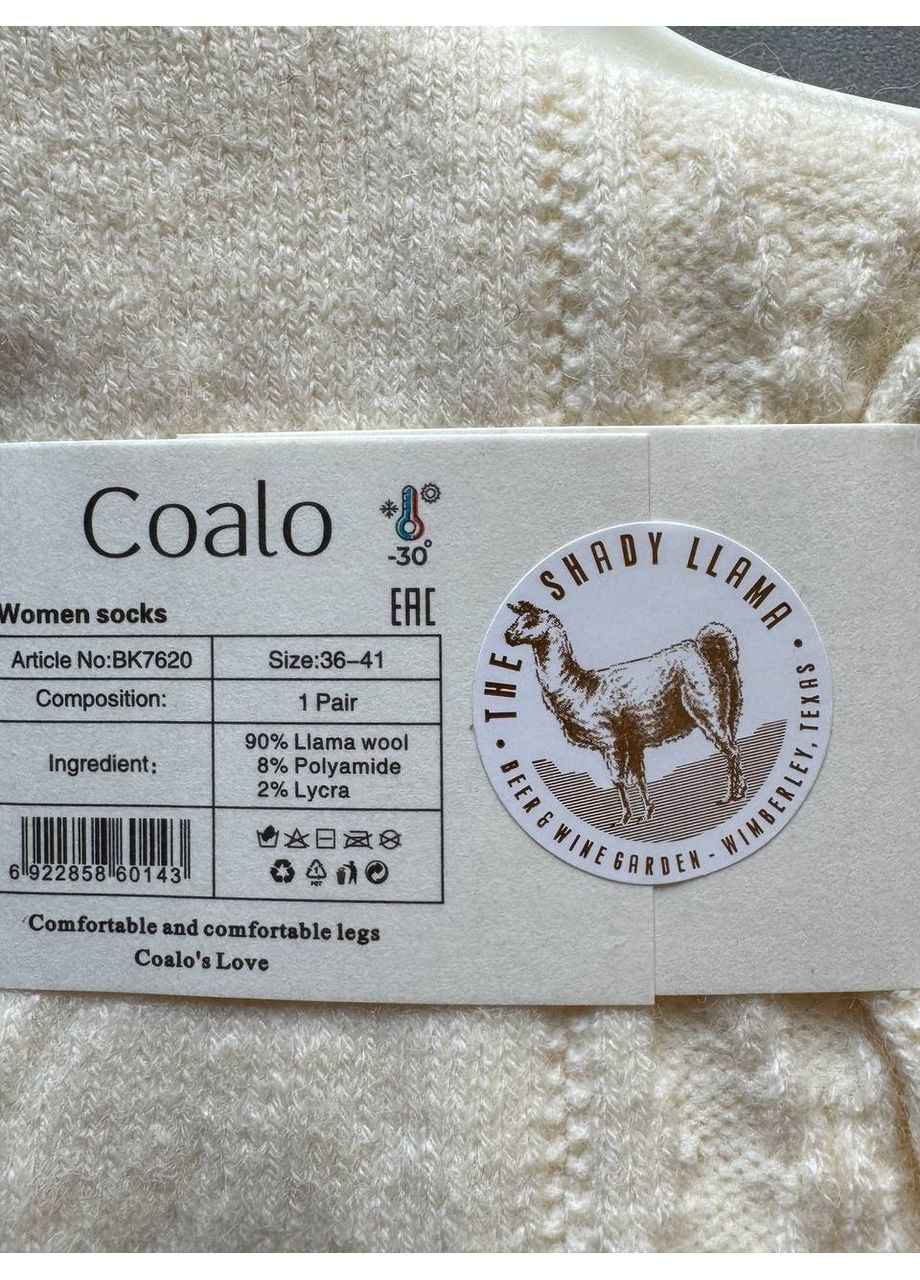 Coalo
-30°
Women socks
EAC
Article No:BK7620
Size:36–41
Composition:
1 Pair
Ingredient:
90% Llama wool
8% Polyamide
2% Lycra
6 922858 60143
Comfortable and comfortable legs
Coalo's Love
• THE SHADY LLAMA •
BEER & WINE GARDEN - WIMBERLEY, TEXAS